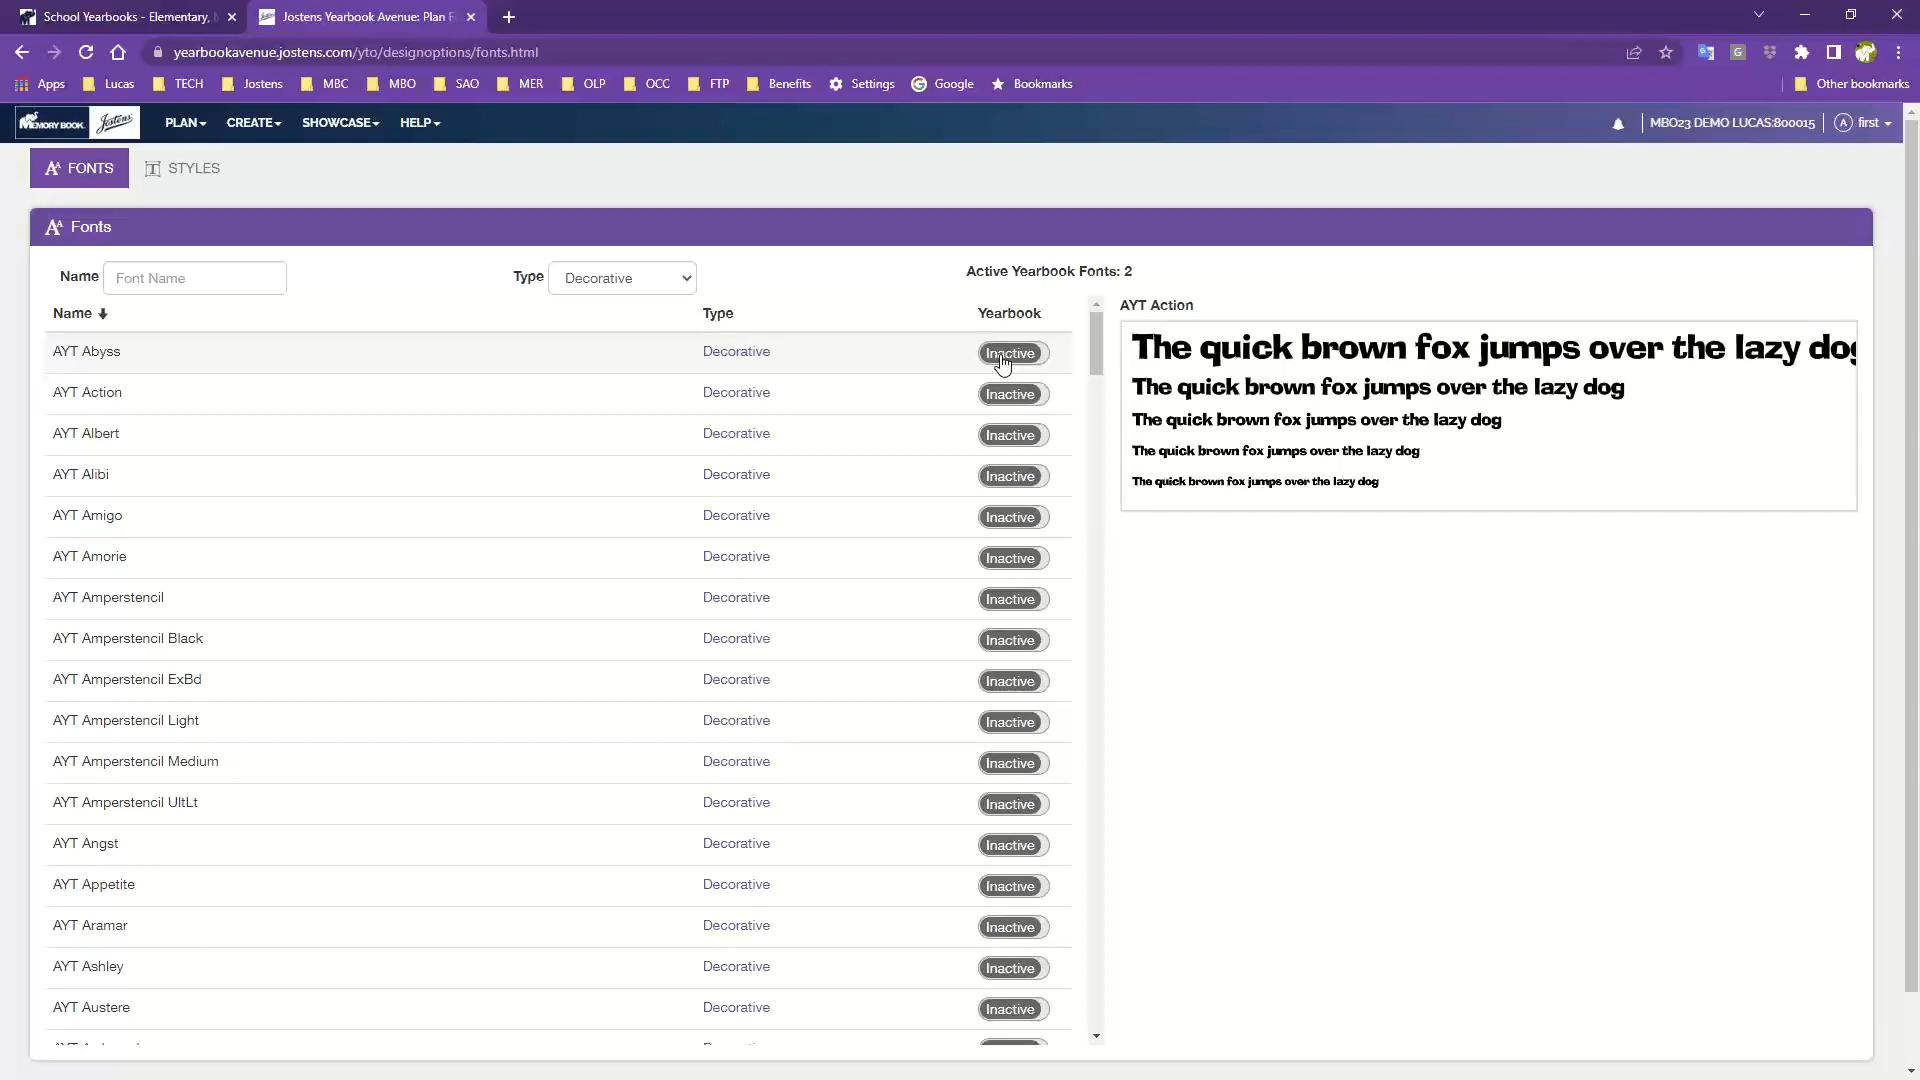 School Yearbooks - Elementary,
Jostens Yearbook Avenue: Plan E
yearbookavenue.jostens.com/yto/designoptions/fonts.html
Apps Lucas TECH Jostens MBC MBO SAO MER OLP OCC FTP Benefits Settings Google Bookmarks Other bookmarks
MEMORY BOOK Jostens PLAN CREATE SHOWCASE HELP MBO23 DEMO LUCAS:800015 A first
FONTS STYLES
Fonts
Name Font Name Type Decorative Active Yearbook Fonts: 2
Name Type Yearbook
AYT Abyss Decorative Inactive
AYT Action Decorative Inactive
AYT Albert Decorative Inactive
AYT Alibi Decorative Inactive
AYT Amigo Decorative Inactive
AYT Amorie Decorative Inactive
AYT Amperstencil Decorative Inactive
AYT Amperstencil Black Decorative Inactive
AYT Amperstencil ExBd Decorative Inactive
AYT Amperstencil Light Decorative Inactive
AYT Amperstencil Medium Decorative Inactive
AYT Amperstencil UltLt Decorative Inactive
AYT Angst Decorative Inactive
AYT Appetite Decorative Inactive
AYT Aramar Decorative Inactive
AYT Ashley Decorative Inactive
AYT Austere Decorative Inactive
AYT Action
The quick brown fox jumps over the lazy dog
The quick brown fox jumps over the lazy dog
The quick brown fox jumps over the lazy dog
The quick brown fox jumps over the lazy dog
The quick brown fox jumps over the lazy dog